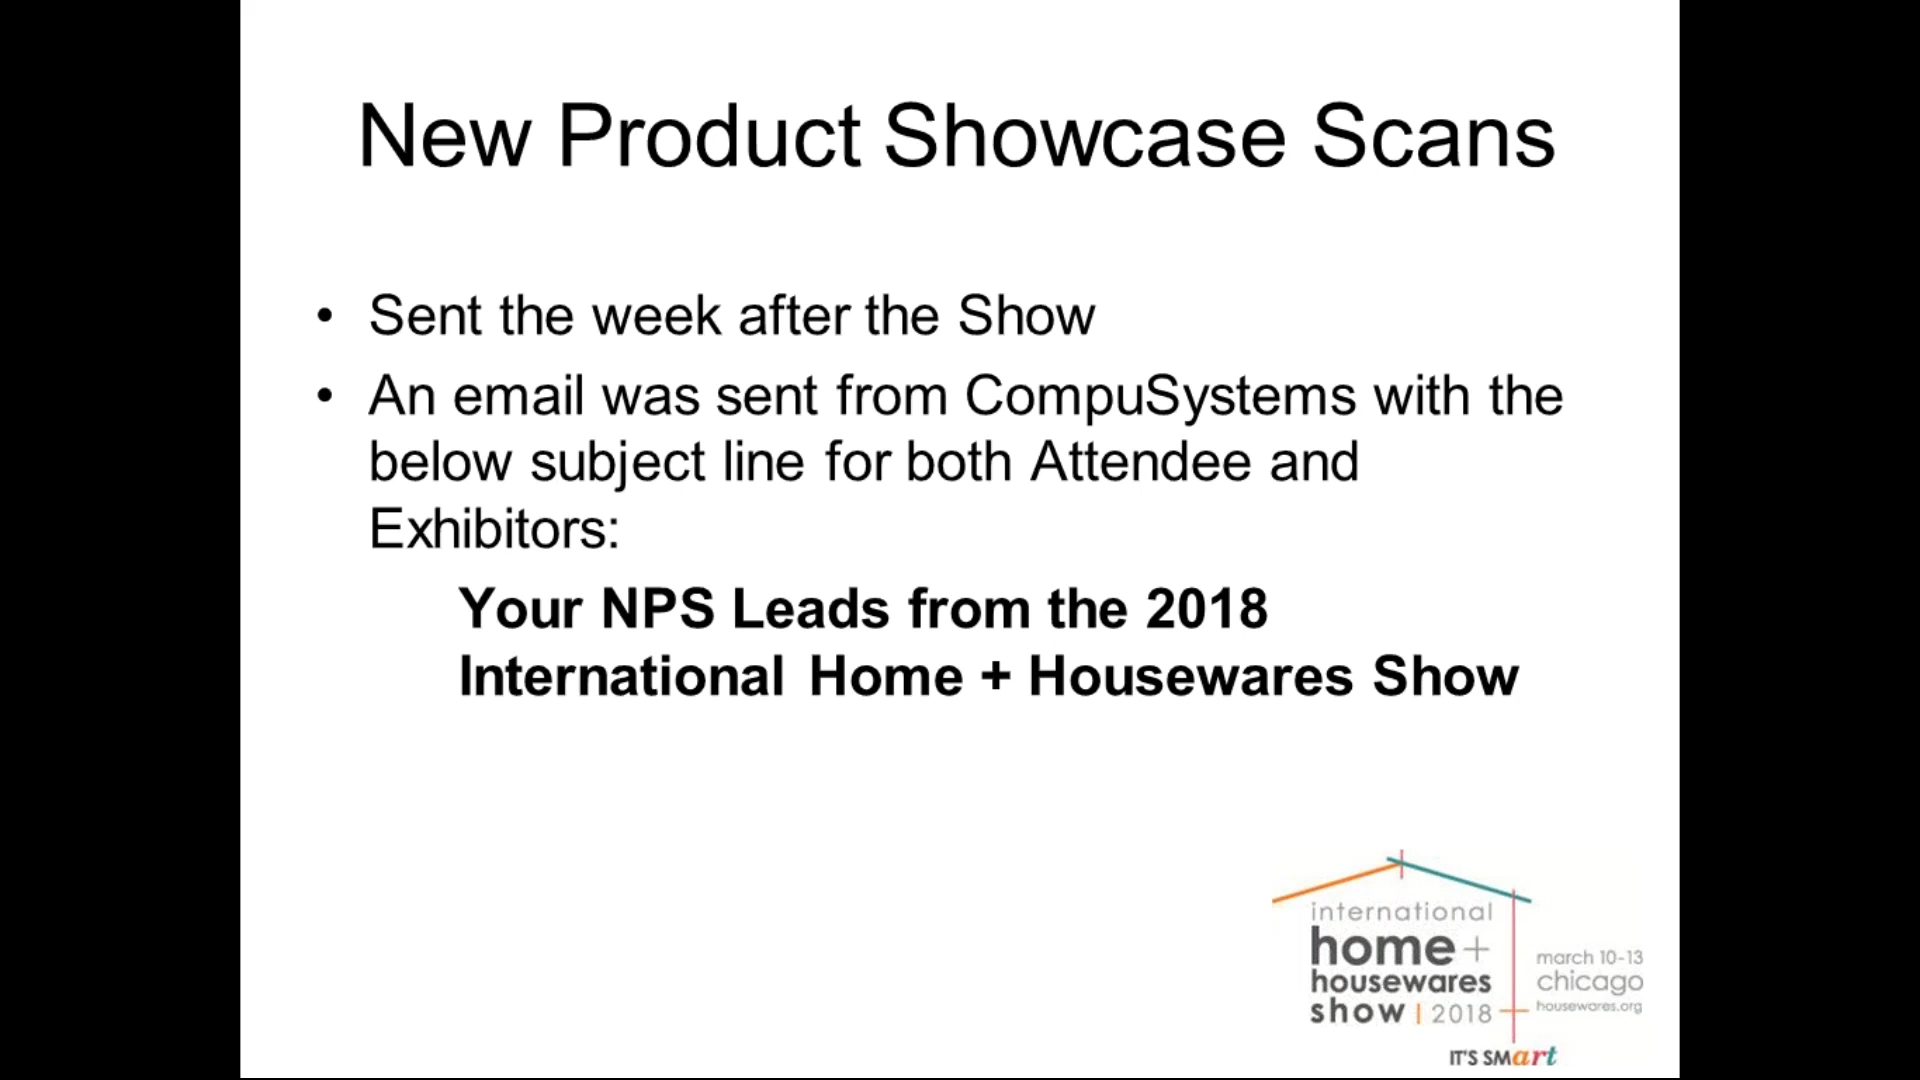 New Product Showcase Scans
• Sent the week after the Show
• An email was sent from CompuSystems with the
below subject line for both Attendee and
Exhibitors:
Your NPS Leads from the 2018
International Home + Housewares Show
international
home +
housewares
show | 2018
march 10-13
chicago
housewares.org
IT'S SMart